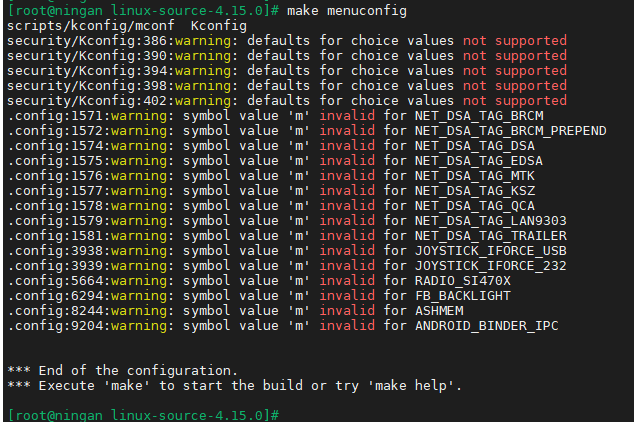 [root@ningan linux-source-4.15.0]# make menuconfig
scripts/kconfig/mconf  Kconfig
security/Kconfig:386:warning: defaults for choice values not supported
security/Kconfig:390:warning: defaults for choice values not supported
security/Kconfig:394:warning: defaults for choice values not supported
security/Kconfig:398:warning: defaults for choice values not supported
security/Kconfig:402:warning: defaults for choice values not supported
.config:1571:warning: symbol value 'm' invalid for NET_DSA_TAG_BRCM
.config:1572:warning: symbol value 'm' invalid for NET_DSA_TAG_BRCM_PREPEND
.config:1574:warning: symbol value 'm' invalid for NET_DSA_TAG_DSA
.config:1575:warning: symbol value 'm' invalid for NET_DSA_TAG_EDSA
.config:1576:warning: symbol value 'm' invalid for NET_DSA_TAG_MTK
.config:1577:warning: symbol value 'm' invalid for NET_DSA_TAG_KSZ
.config:1578:warning: symbol value 'm' invalid for NET_DSA_TAG_QCA
.config:1579:warning: symbol value 'm' invalid for NET_DSA_TAG_LAN9303
.config:1581:warning: symbol value 'm' invalid for NET_DSA_TAG_TRAILER
.config:3938:warning: symbol value 'm' invalid for JOYSTICK_IFORCE_USB
.config:3939:warning: symbol value 'm' invalid for JOYSTICK_IFORCE_232
.config:5664:warning: symbol value 'm' invalid for RADIO_SI470X
.config:6294:warning: symbol value 'm' invalid for FB_BACKLIGHT
.config:8244:warning: symbol value 'm' invalid for ASHMEM
.config:9204:warning: symbol value 'm' invalid for ANDROID_BINDER_IPC
*** End of the configuration.
*** Execute 'make' to start the build or try 'make help'.
[root@ningan linux-source-4.15.0]#